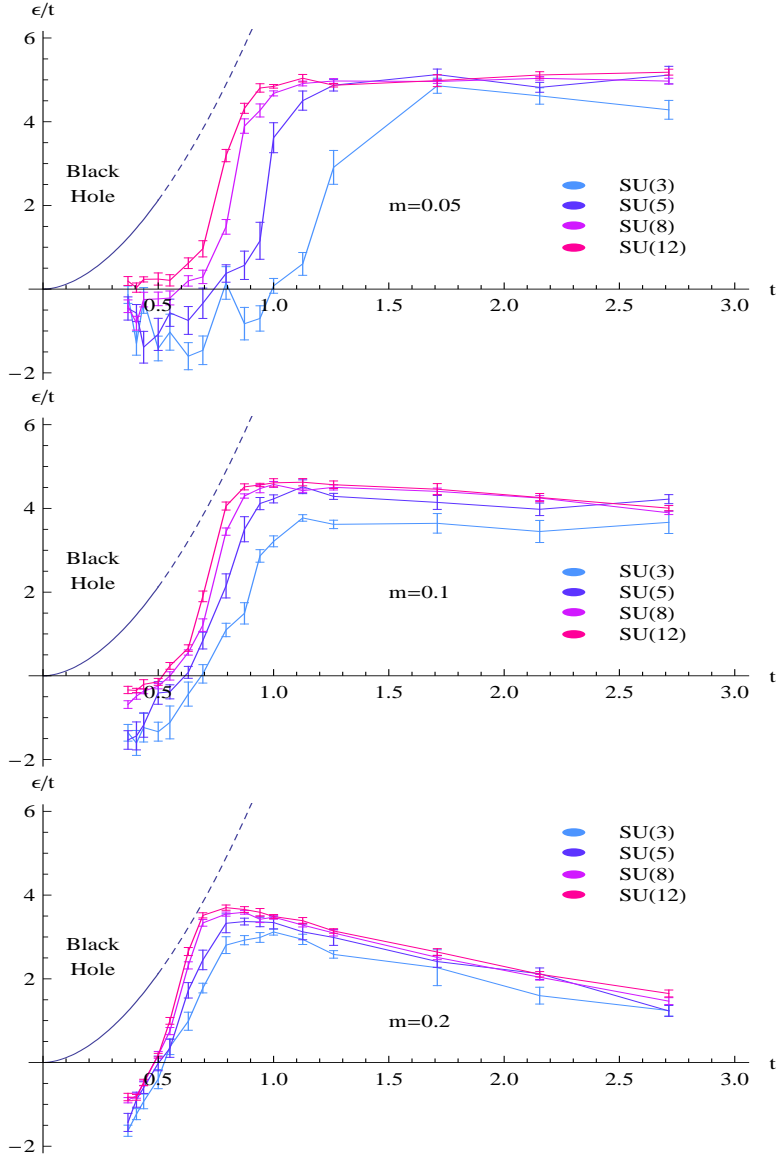 ϵ/t
6
4
2
-2
Black
Hole
m=0.05
SU(3)
SU(5)
SU(8)
SU(12)
0.5
1.0
1.5
2.0
2.5
3.0
t
ϵ/t
6
4
2
-2
Black
Hole
m=0.1
SU(3)
SU(5)
SU(8)
SU(12)
0.5
1.0
1.5
2.0
2.5
3.0
t
ϵ/t
6
4
2
-2
Black
Hole
m=0.2
SU(3)
SU(5)
SU(8)
SU(12)
0.5
1.0
1.5
2.0
2.5
3.0
t